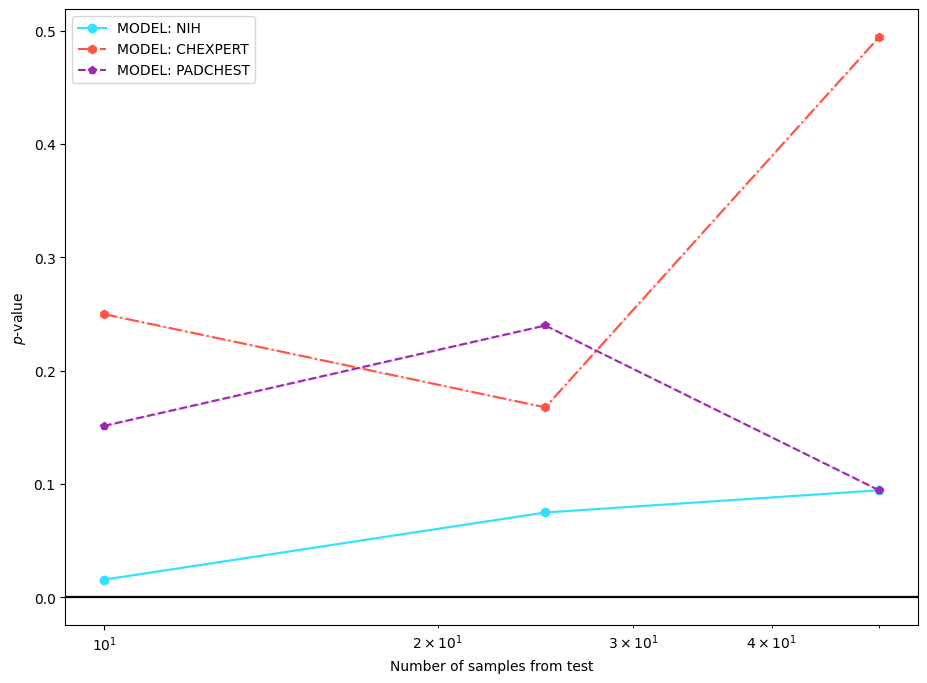 MODEL: NIH
MODEL: CHEXPERT
MODEL: PADCHEST
0.5
0.4
0.3
0.2
0.1
0.0
p-value
10¹
2 × 10¹
3 × 10¹
4 × 10¹
Number of samples from test